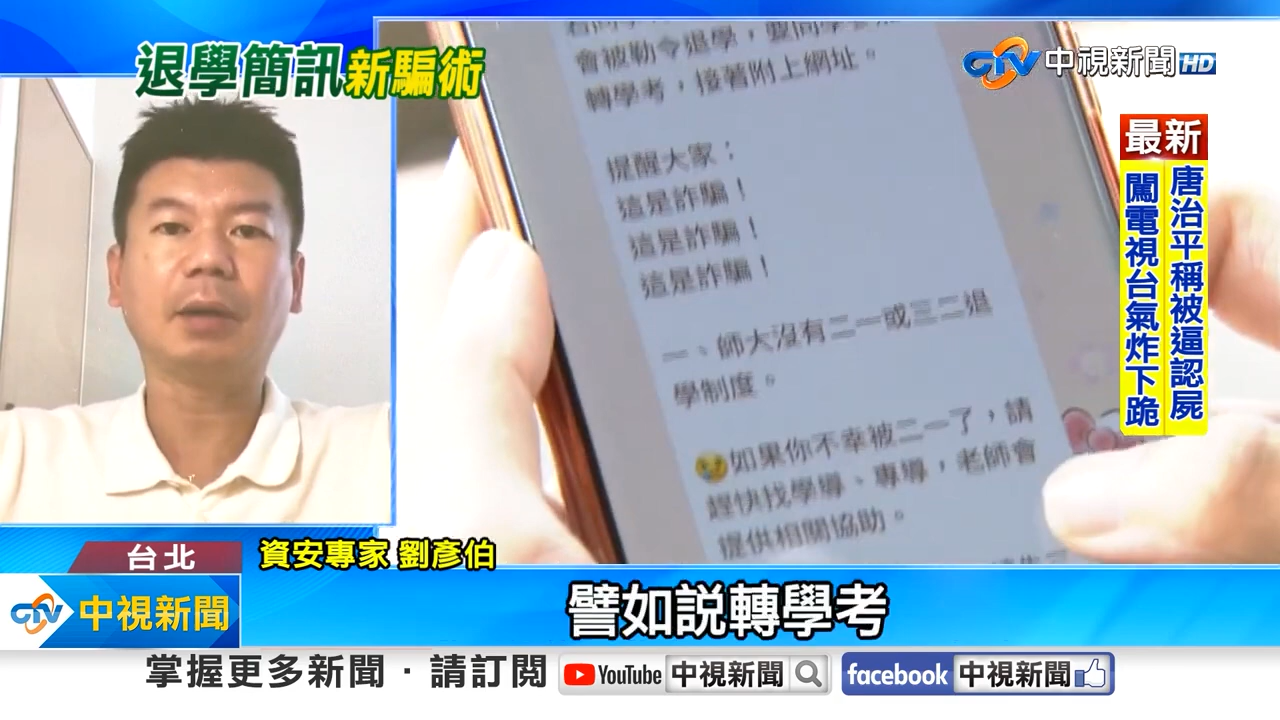 退學簡訊新騙術
CTV 中視新聞 HD
最新
唐治平稱被逼認屍
闖電視台氣炸下跪
會被勒令退學，要同學參加
轉學考，接著附上網址。
提醒大家：
這是詐騙！
這是詐騙！
這是詐騙！
一、師大沒有二一或三二退
學制度。
如果你不幸被二一了，請
趕快找學導、專導，老師會
提供相關協助。
台北
資安專家 劉彥伯
CTV 中視新聞
譬如説轉學考
掌握更多新聞・請訂閱
YouTube 中視新聞
facebook 中視新聞